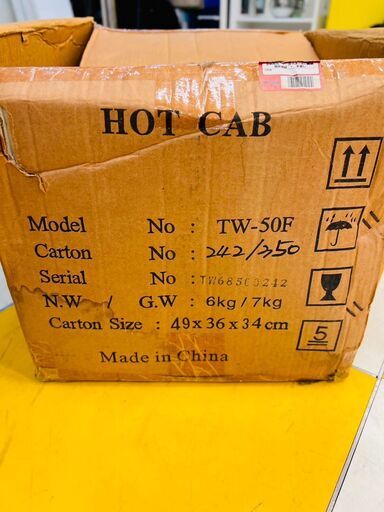 HOT CAB
Model No : TW-50F
Carton No : 242/350
Serial No : TW68500242
N.W / G.W : 6kg / 7kg
Carton Size : 49 x 36 x 34 cm
5
Made in China